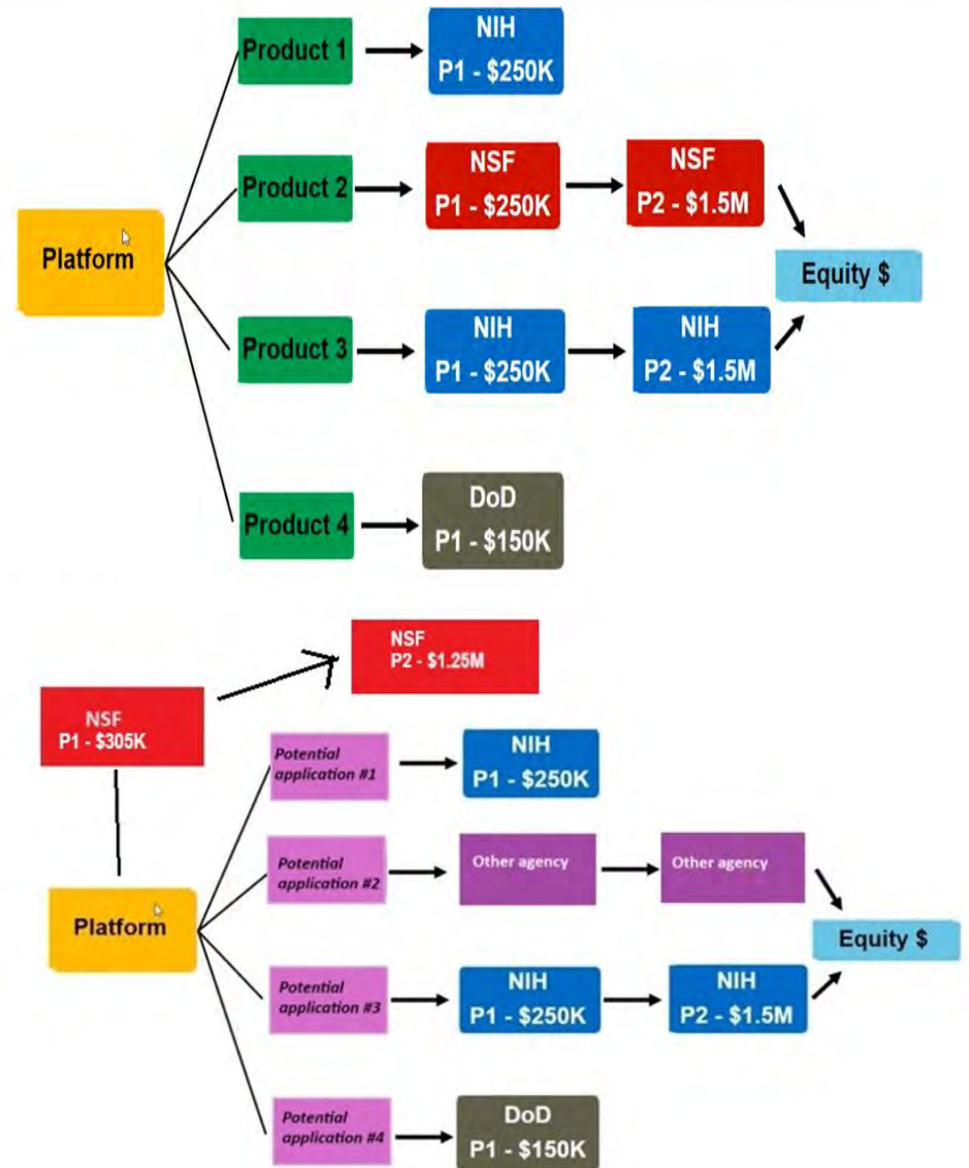 Product 1
NIH
P1 - $250K
Product 2
NSF
P1 - $250K
NSF
P2 - $1.5M
Platform
Equity $
Product 3
NIH
P1 - $250K
NIH
P2 - $1.5M
Product 4
DoD
P1 - $150K
NSF
P2 - $1.25M
NSF
P1 - $305K
Potential
application #1
NIH
P1 - $250K
Potential
application #2
Other agency
Other agency
Platform
Equity $
Potential
application #3
NIH
P1 - $250K
NIH
P2 - $1.5M
Potential
application #4
DoD
P1 - $150K